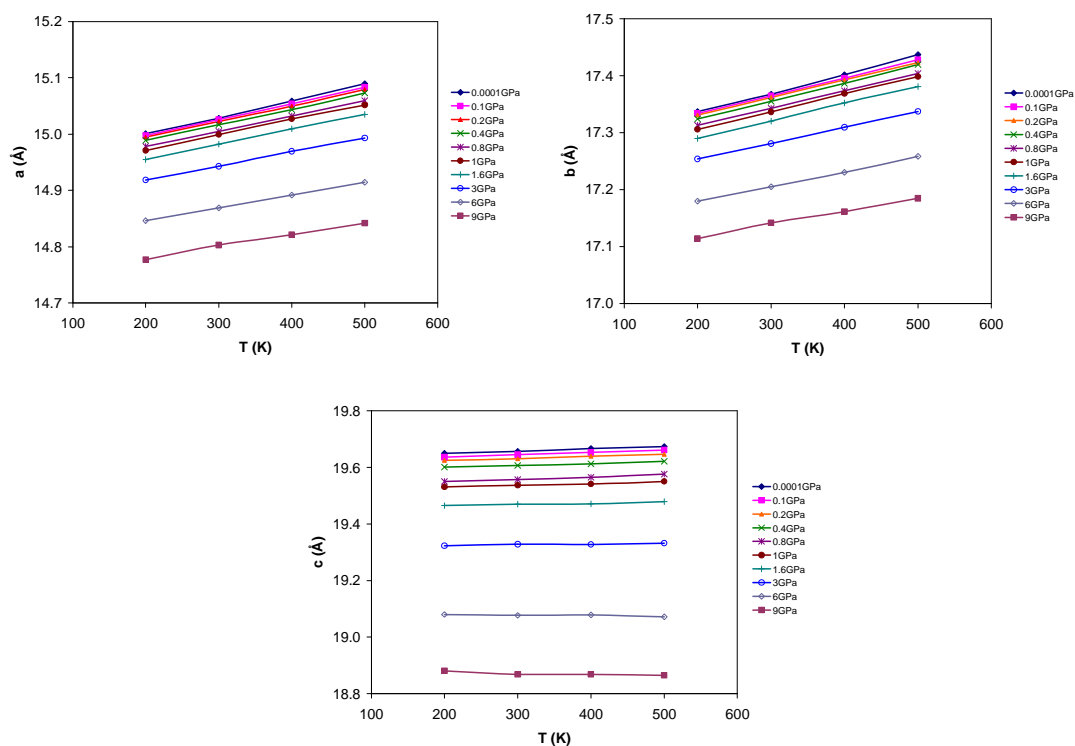 15.2
15.1
15.0
14.9
14.8
14.7
a (Å)
100 200 300 400 500 600
T (K)
0.0001GPa
0.1GPa
0.2GPa
0.4GPa
0.8GPa
1GPa
1.6GPa
3GPa
6GPa
9GPa
17.5
17.4
17.3
17.2
17.1
17.0
b (Å)
100 200 300 400 500 600
T (K)
0.0001GPa
0.1GPa
0.2GPa
0.4GPa
0.8GPa
1GPa
1.6GPa
3GPa
6GPa
9GPa
19.8
19.6
19.4
19.2
19.0
18.8
c (Å)
100 200 300 400 500 600
T (K)
0.0001GPa
0.1GPa
0.2GPa
0.4GPa
0.8GPa
1GPa
1.6GPa
3GPa
6GPa
9GPa